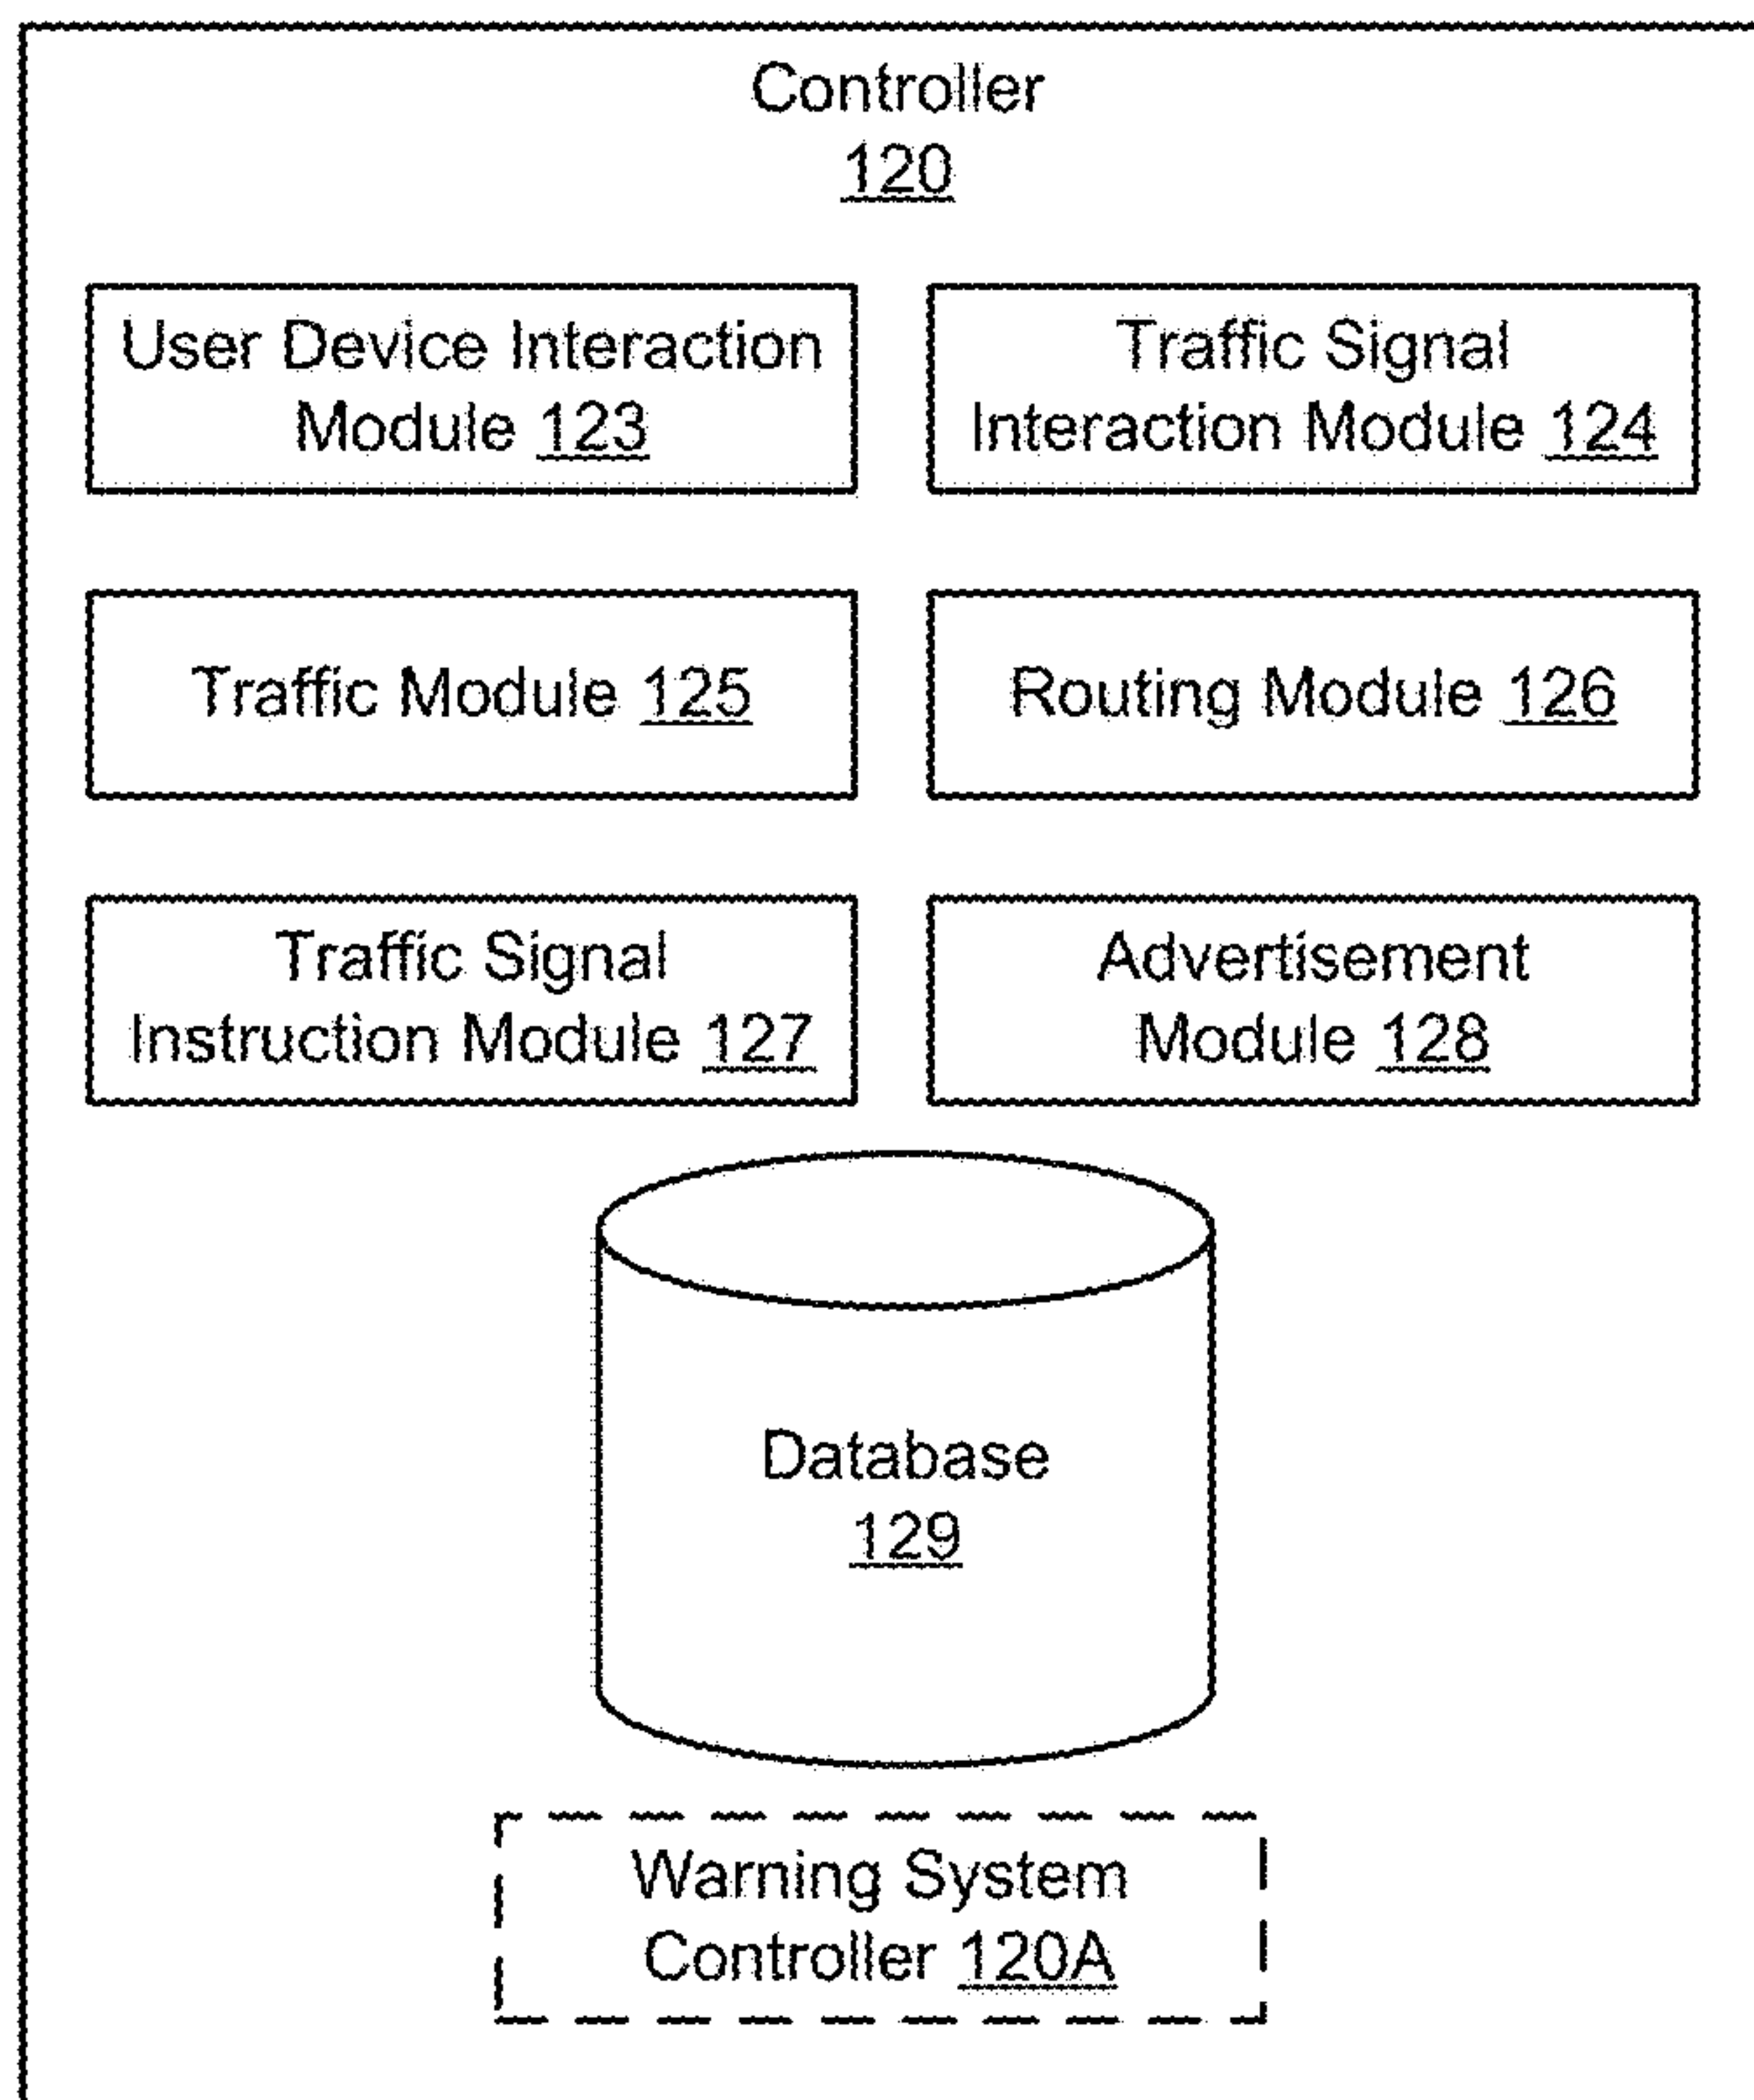 Controller
120
User Device Interaction
Module 123
Traffic Signal
Interaction Module 124
Traffic Module 125
Routing Module 126
Traffic Signal
Instruction Module 127
Advertisement
Module 128
Database
129
Warning System
Controller 120A